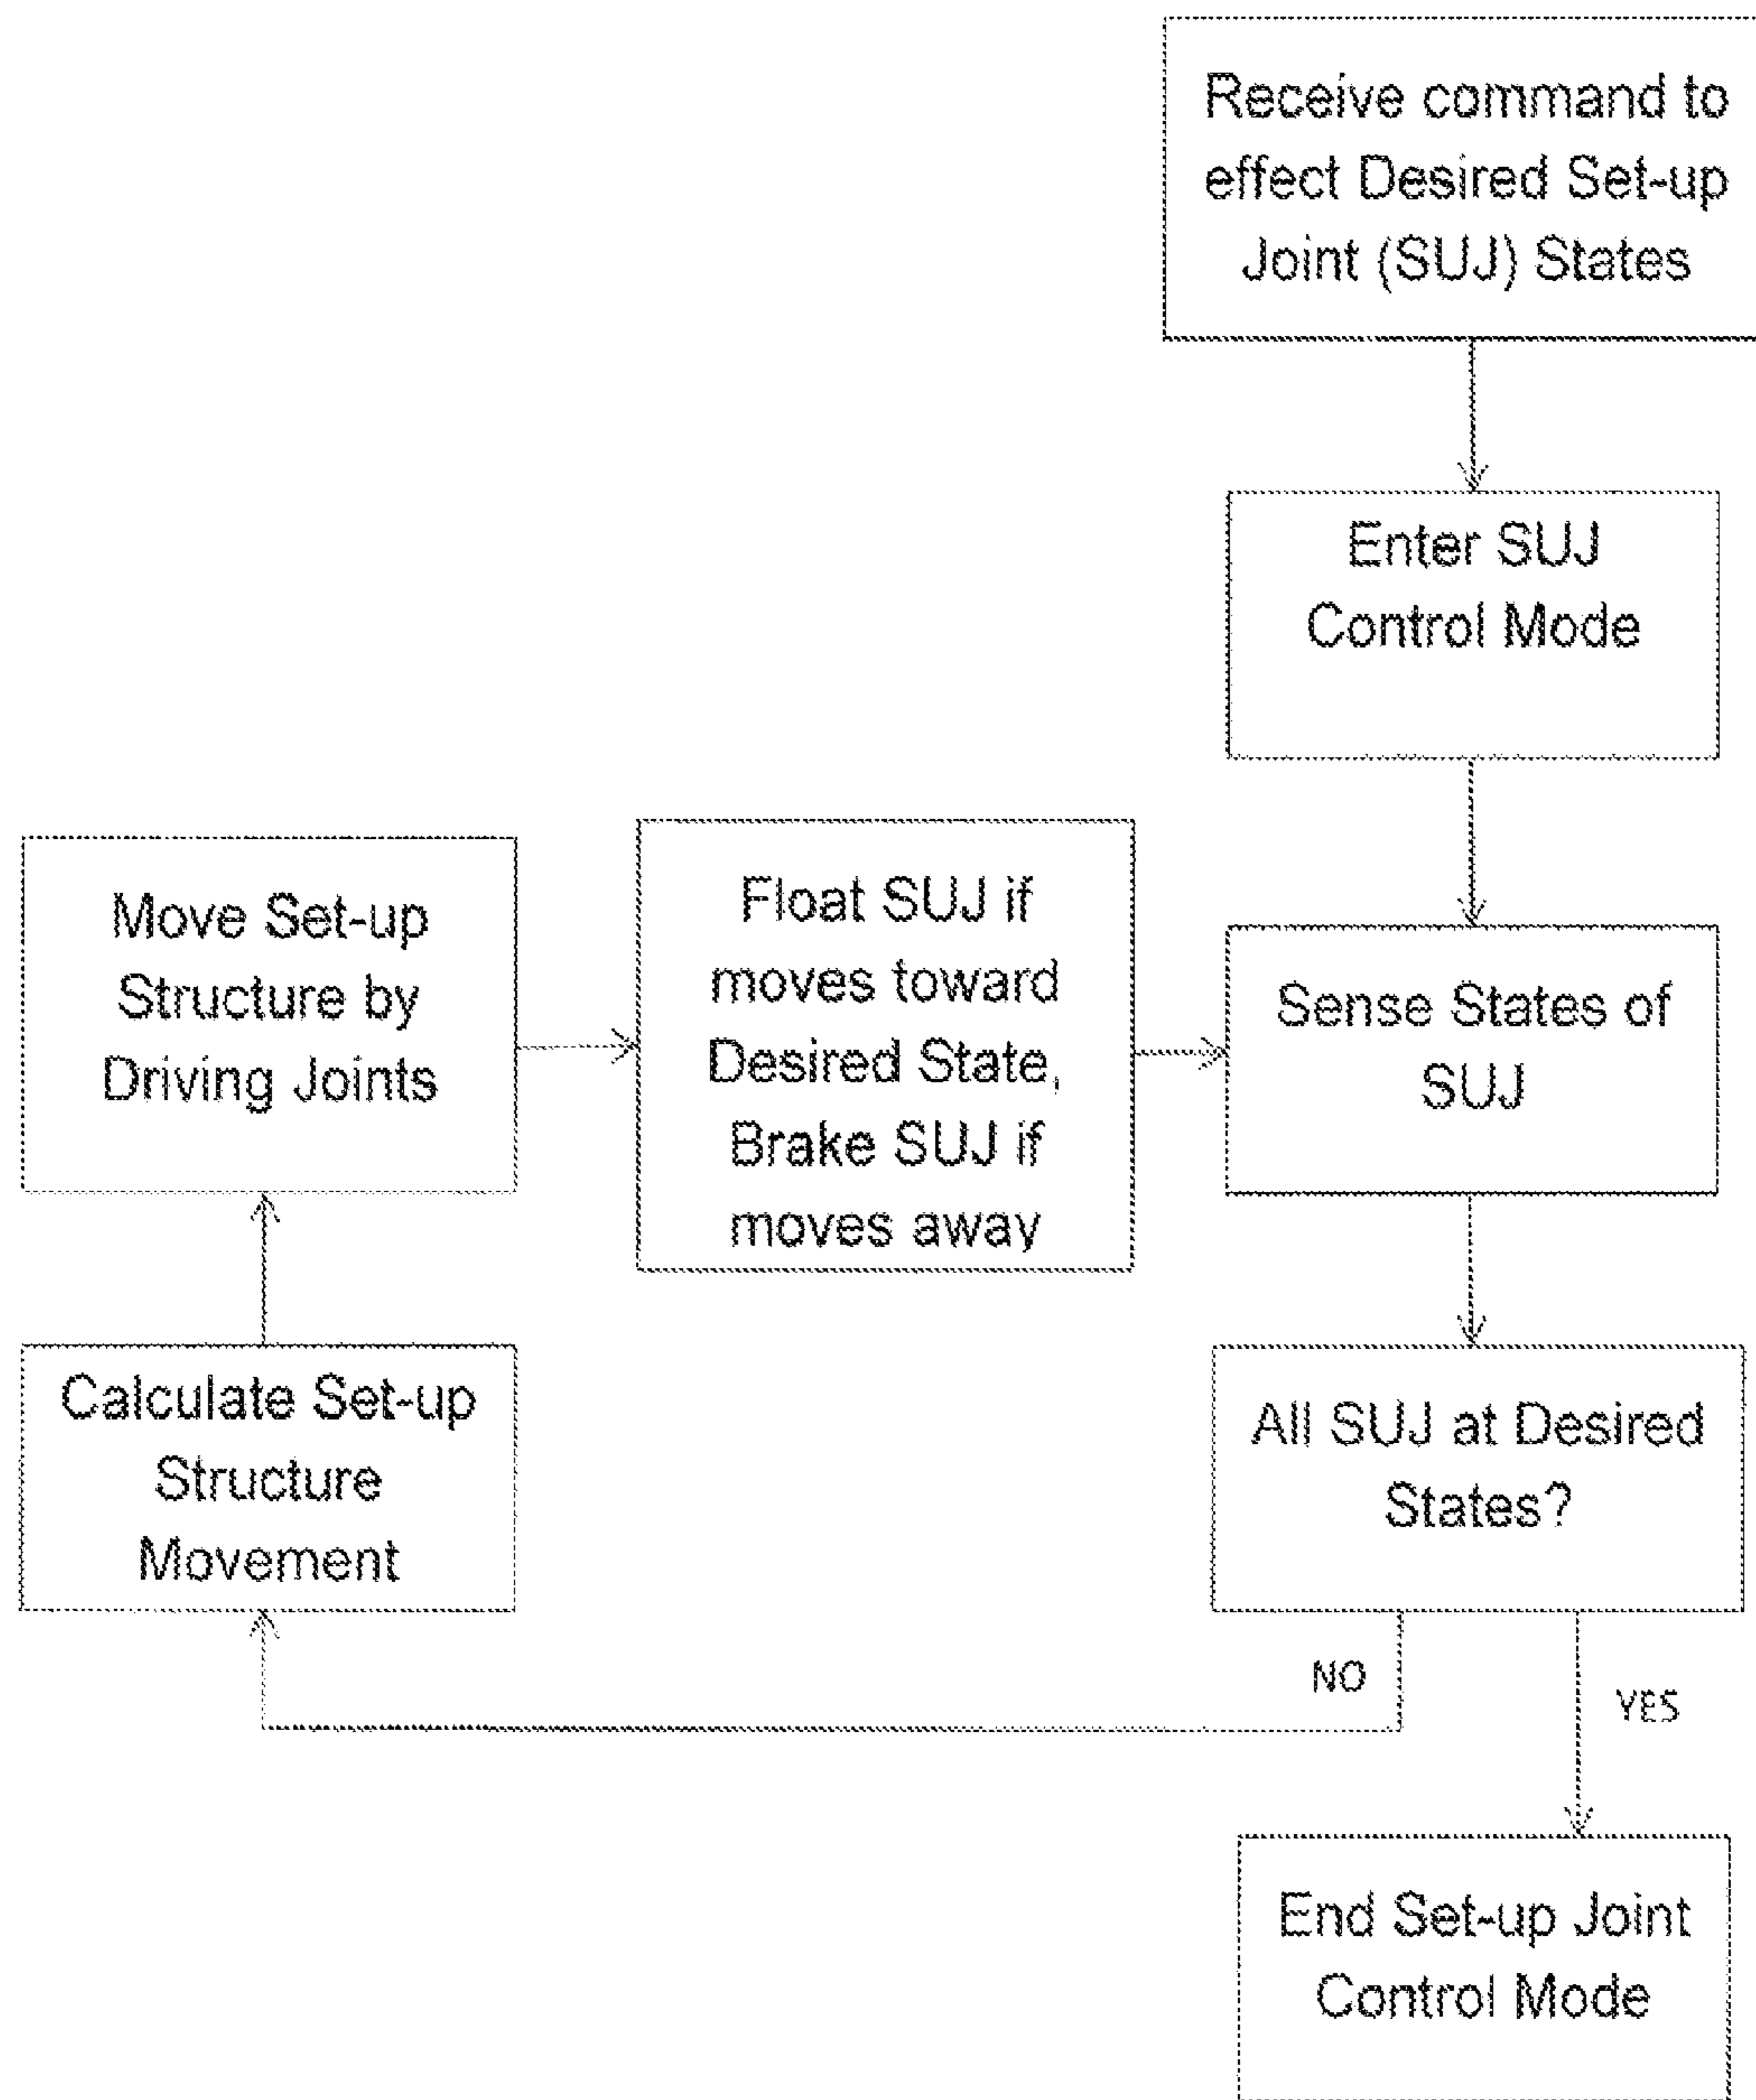 Receive command to
effect Desired Set-up
Joint (SUJ) States
Enter SUJ
Control Mode
Move Set-up
Structure by
Driving Joints
Float SUJ if
moves toward
Desired State,
Brake SUJ if
moves away
Sense States of
SUJ
Calculate Set-up
Structure
Movement
All SUJ at Desired
States?
NO
YES
End Set-up Joint
Control Mode